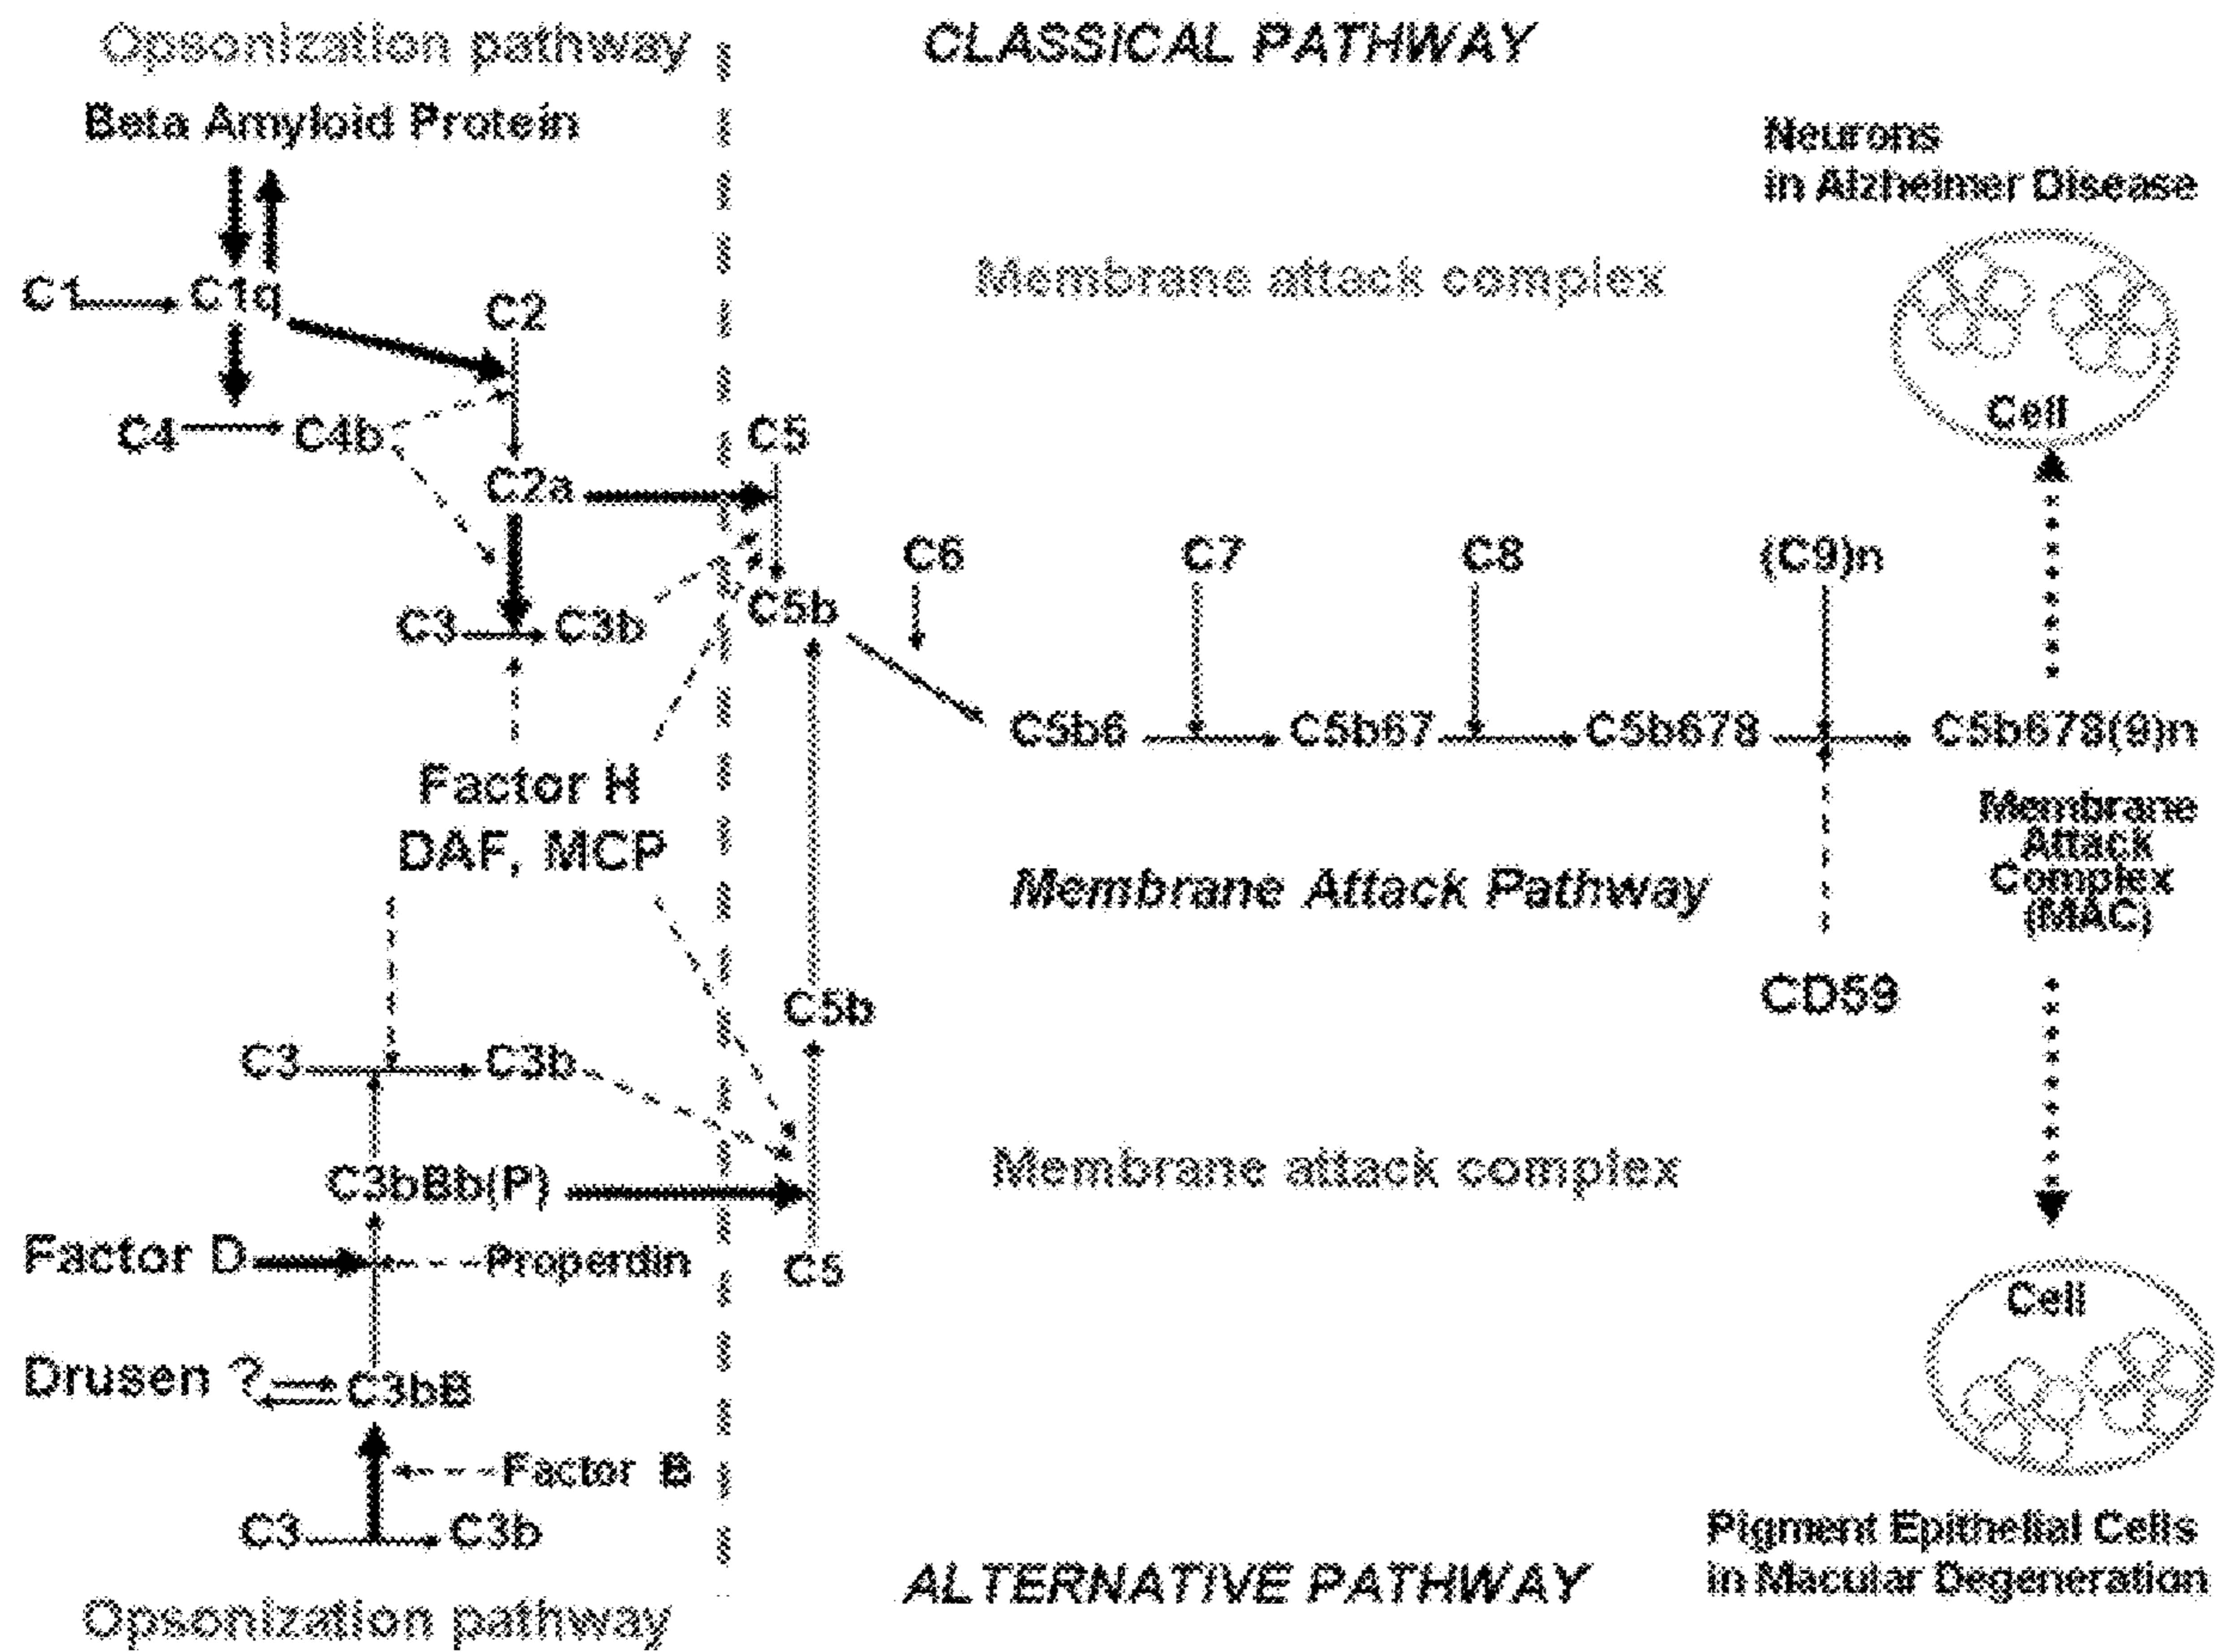 Opsonization pathway
CLASSICAL PATHWAY
Beta Amyloid Protein
Neurons
in Alzheimer Disease
Membrane attack complex
C1
C1q
C2
Cell
C4
C4b
C5
C2a
C6
C7
C8
(C9)n
C3
C3b
C5b
C5b6
C5b67
C5b678
C5b678(9)n
Factor H
DAF, MCP
Membrane
Attack
Complex
(MAC)
Membrane Attack Pathway
CD59
C5b
C3
C3b
Membrane attack complex
C3bBb(P)
Factor D
Properdin
C5
Cell
Drusen ?
C3bB
Factor B
C3
C3b
Pigment Epithelial Cells
in Macular Degeneration
ALTERNATIVE PATHWAY
Opsonization pathway